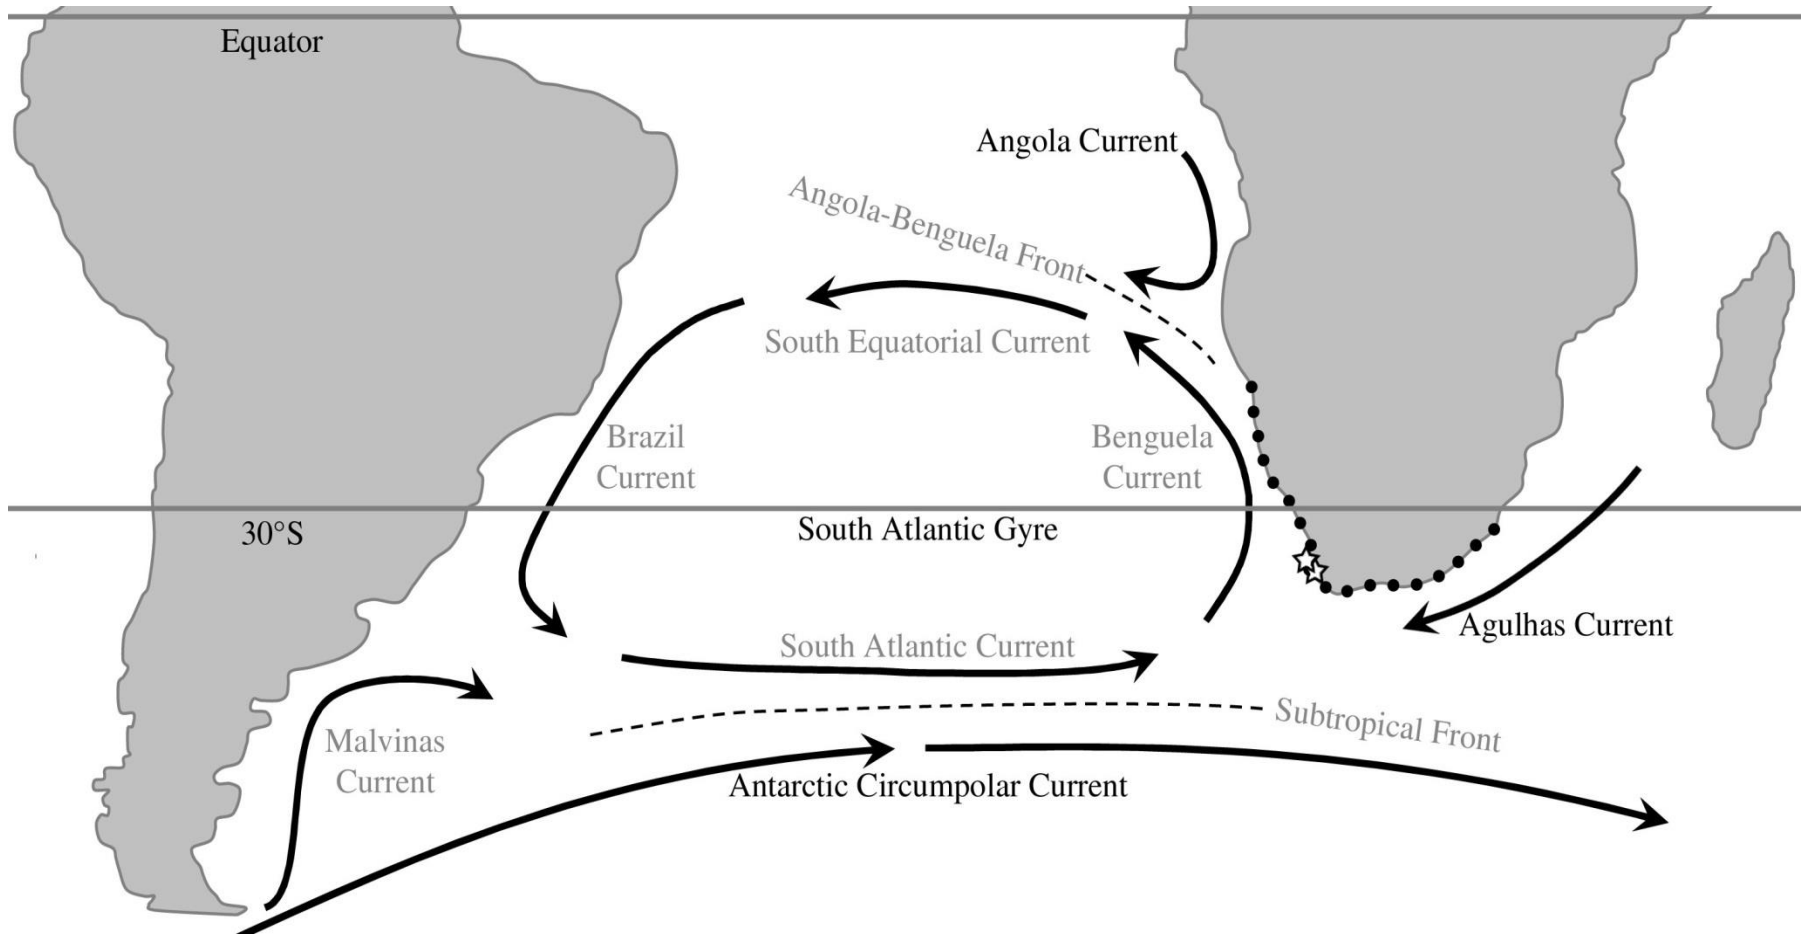 Equator
Angola Current
Angola-Benguela Front
South Equatorial Current
Brazil
Current
Benguela
Current
30°S
South Atlantic Gyre
Agulhas Current
South Atlantic Current
Subtropical Front
Malvinas
Current
Antarctic Circumpolar Current